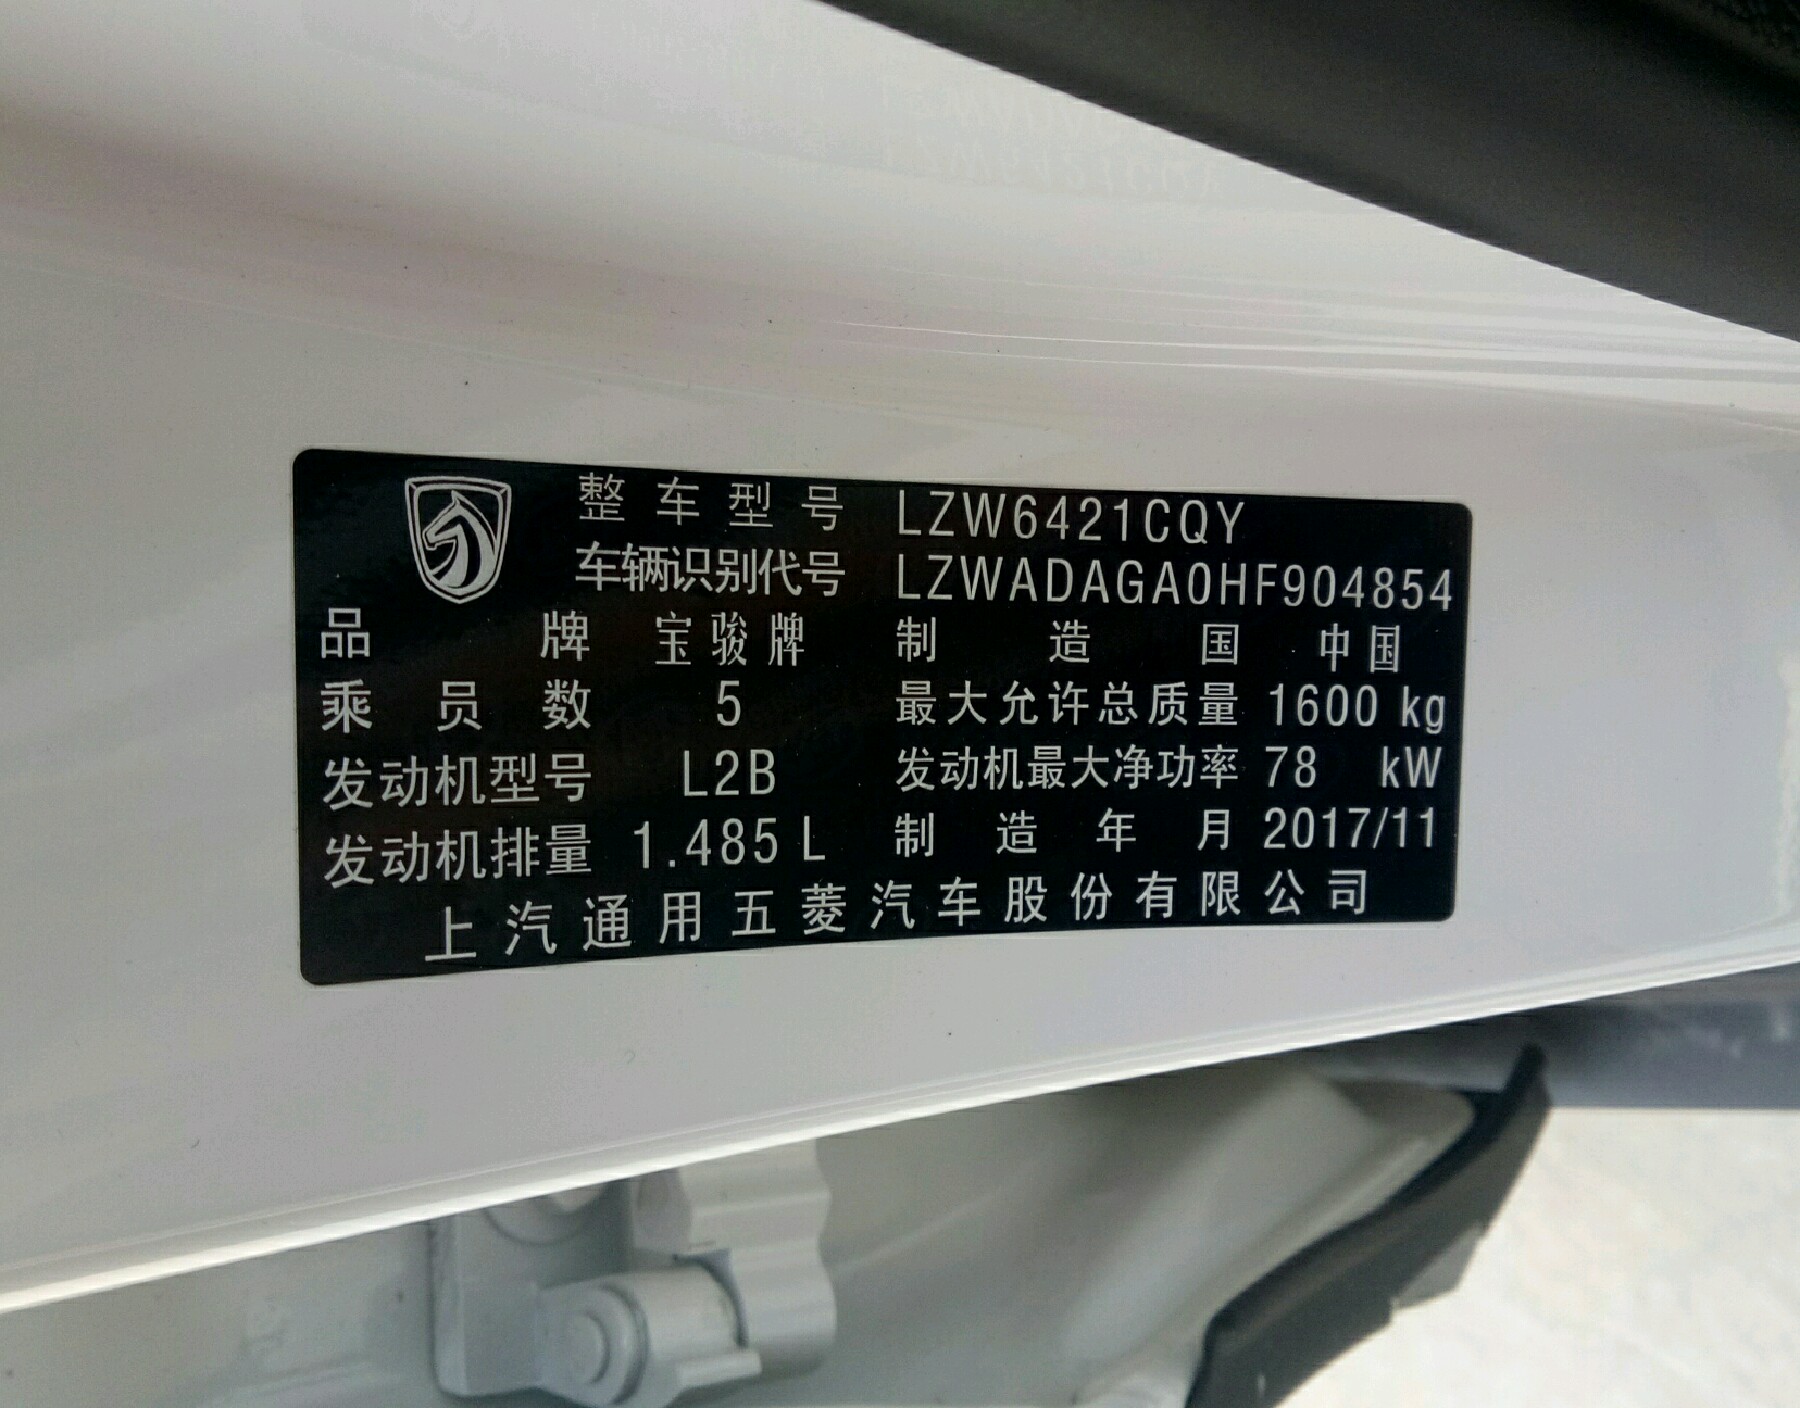 整车型号 LZW6421CQY
车辆识别代号 LZWADAGA0HF904854
品牌 宝骏牌 制造国 中国
乘员数 5 最大允许总质量 1600 kg
发动机型号 L2B 发动机最大净功率 78 kW
发动机排量 1.485 L 制造年月 2017/11
上汽通用五菱汽车股份有限公司